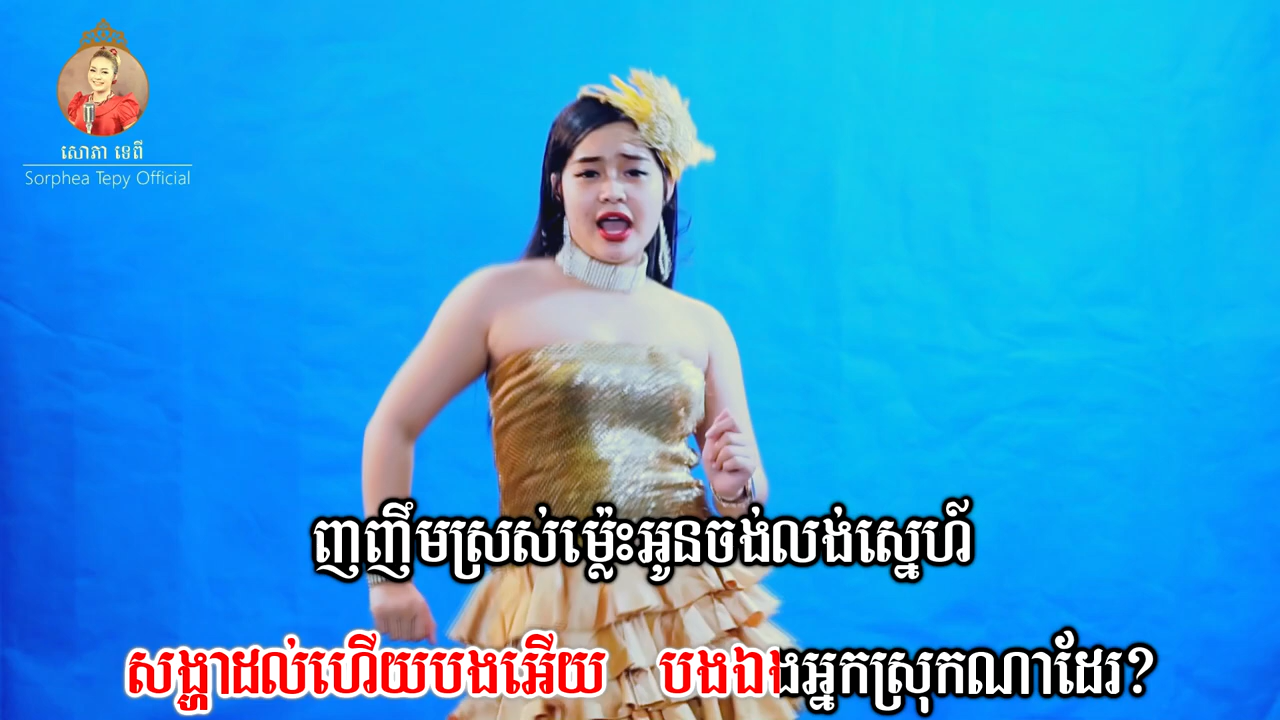 សោភា ទេពី
Sorphea Tepy Official
ញញឹមស្រស់ម្ល៉េះអូនចង់លង់ស្នេហ៍
សង្ហាដល់ហើយបងអើយ បងឯងអ្នកស្រុកណាដែរ?